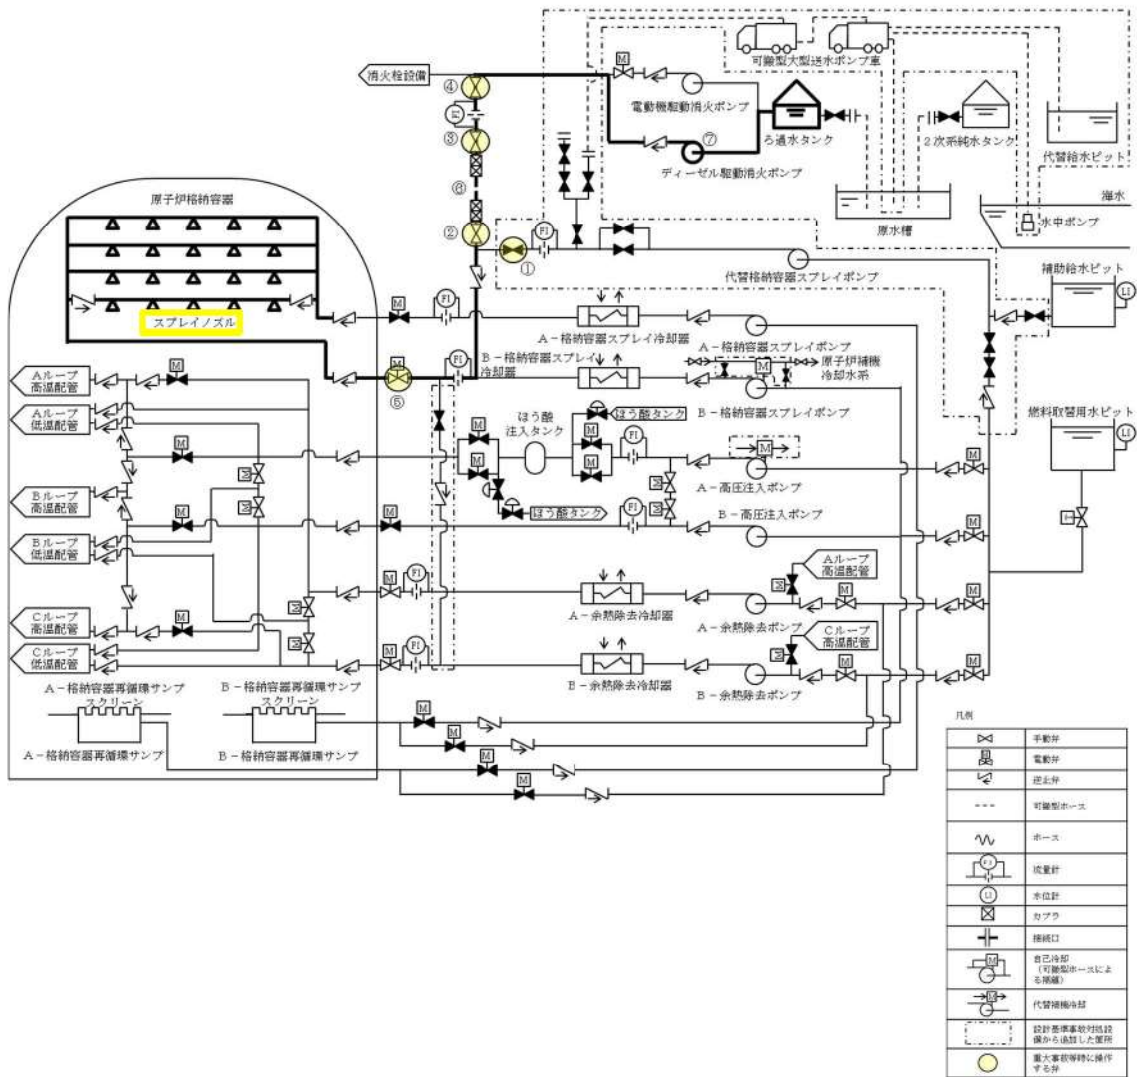 消火栓設備
④
FI
③
⑥
②
①
FI
M
電動機駆動消火ポンプ
⑦
ディーゼル駆動消火ポンプ
可搬型大型送水ポンプ車
ろ過水タンク
2次系純水タンク
代替給水ピット
原水槽
海水
水中ポンプ
代替格納容器スプレイポンプ
補助給水ピット
LI
原子炉格納容器
スプレイノズル
M
FI
A-格納容器スプレイ冷却器
A-格納容器スプレイポンプ
M
⑤
FI
B-格納容器スプレイ
冷却器
M
原子炉補機
冷却水系
B-格納容器スプレイポンプ
燃料取替用水ピット
LI
Aループ
高温配管
M
Aループ
低温配管
M
M
M
ほう酸
注入タンク
ほう酸タンク
M
M
FI
M
A-高圧注入ポンプ
M
Bループ
高温配管
M
M
M
M
M
ほう酸タンク
FI
B-高圧注入ポンプ
M
Bループ
低温配管
M
M
Aループ
高温配管
Cループ
高温配管
M
M
M
FI
A-余熱除去冷却器
M
M
A-余熱除去ポンプ
M
Cループ
高温配管
Cループ
低温配管
M
M
FI
B-余熱除去冷却器
M
M
B-余熱除去ポンプ
M
A-格納容器再循環サンプ
スクリーン
B-格納容器再循環サンプ
スクリーン
A-格納容器再循環サンプ
B-格納容器再循環サンプ
M
M
M
M
凡例
手動弁
M
電動弁
逆止弁
可搬型ホース
ホース
FI
流量計
LI
水位計
カプラ
接続口
M
自己冷却
(可搬型ホースによ
る接続)
M
代替補機冷却
設計基準事故対処設
備から追加した箇所
重大事故等時に操作
する弁